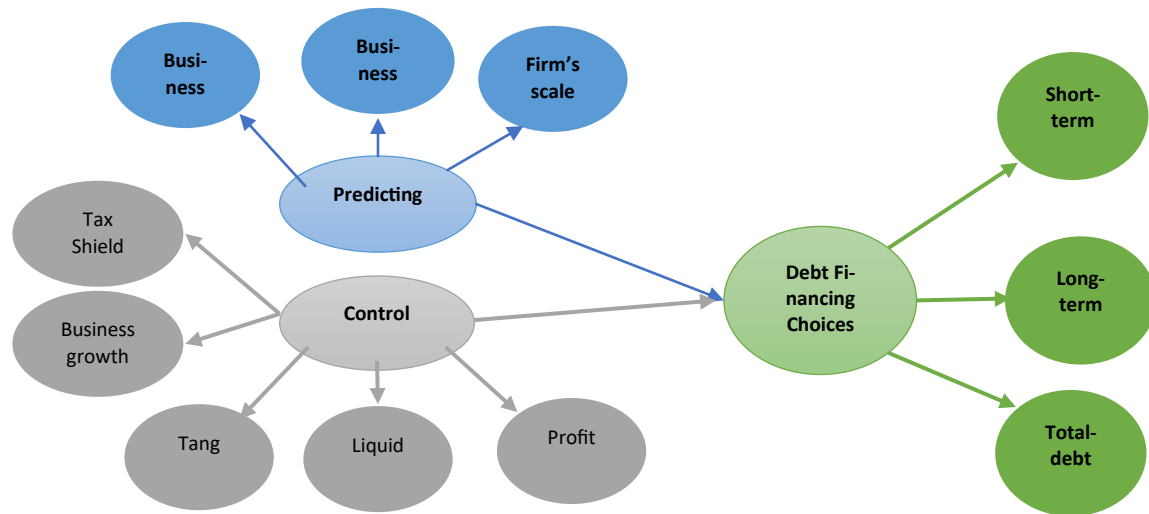 Busi-
ness
Busi-
ness
Firm's
scale
Short-
term
Predicting
Tax
Shield
Debt Fi-
nancing
Choices
Long-
term
Control
Business
growth
Tang
Liquid
Profit
Total-
debt